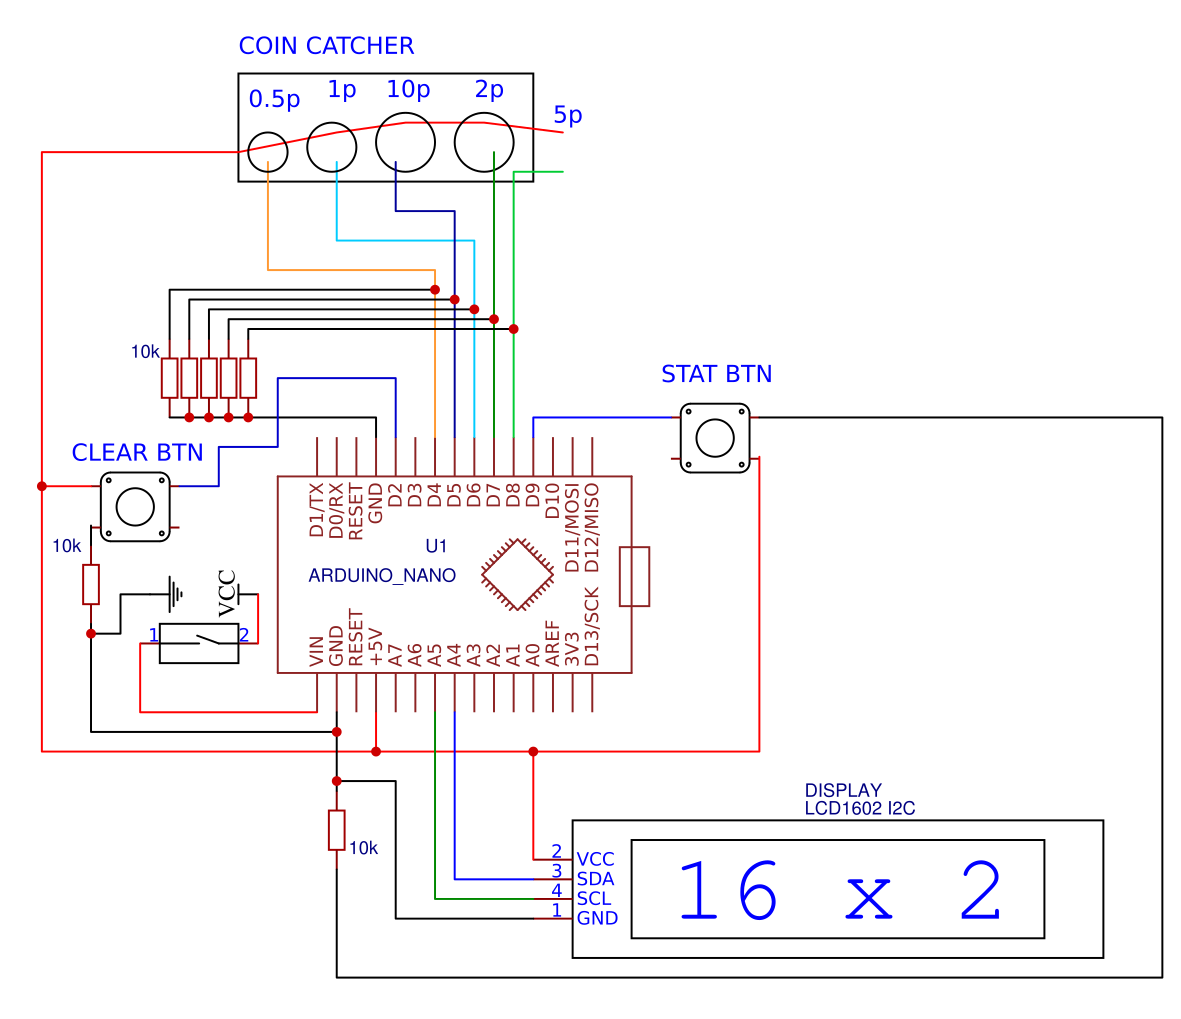 COIN CATCHER
0.5p
1p
10p
2p
5p
10k
STAT BTN
CLEAR BTN
D1/TX
D0/RX
RESET
GND
D2
D3
D4
D5
D6
D7
D8
D9
D10
D11/MOSI
D12/MISO
10k
U1
ARDUINO_NANO
VCC
1
2
VIN
GND
RESET
+5V
A7
A6
A5
A4
A3
A2
A1
A0
AREF
3V3
D13/SCK
DISPLAY
LCD1602 I2C
10k
2 VCC
3 SDA
4 SCL
1 GND
16 x 2